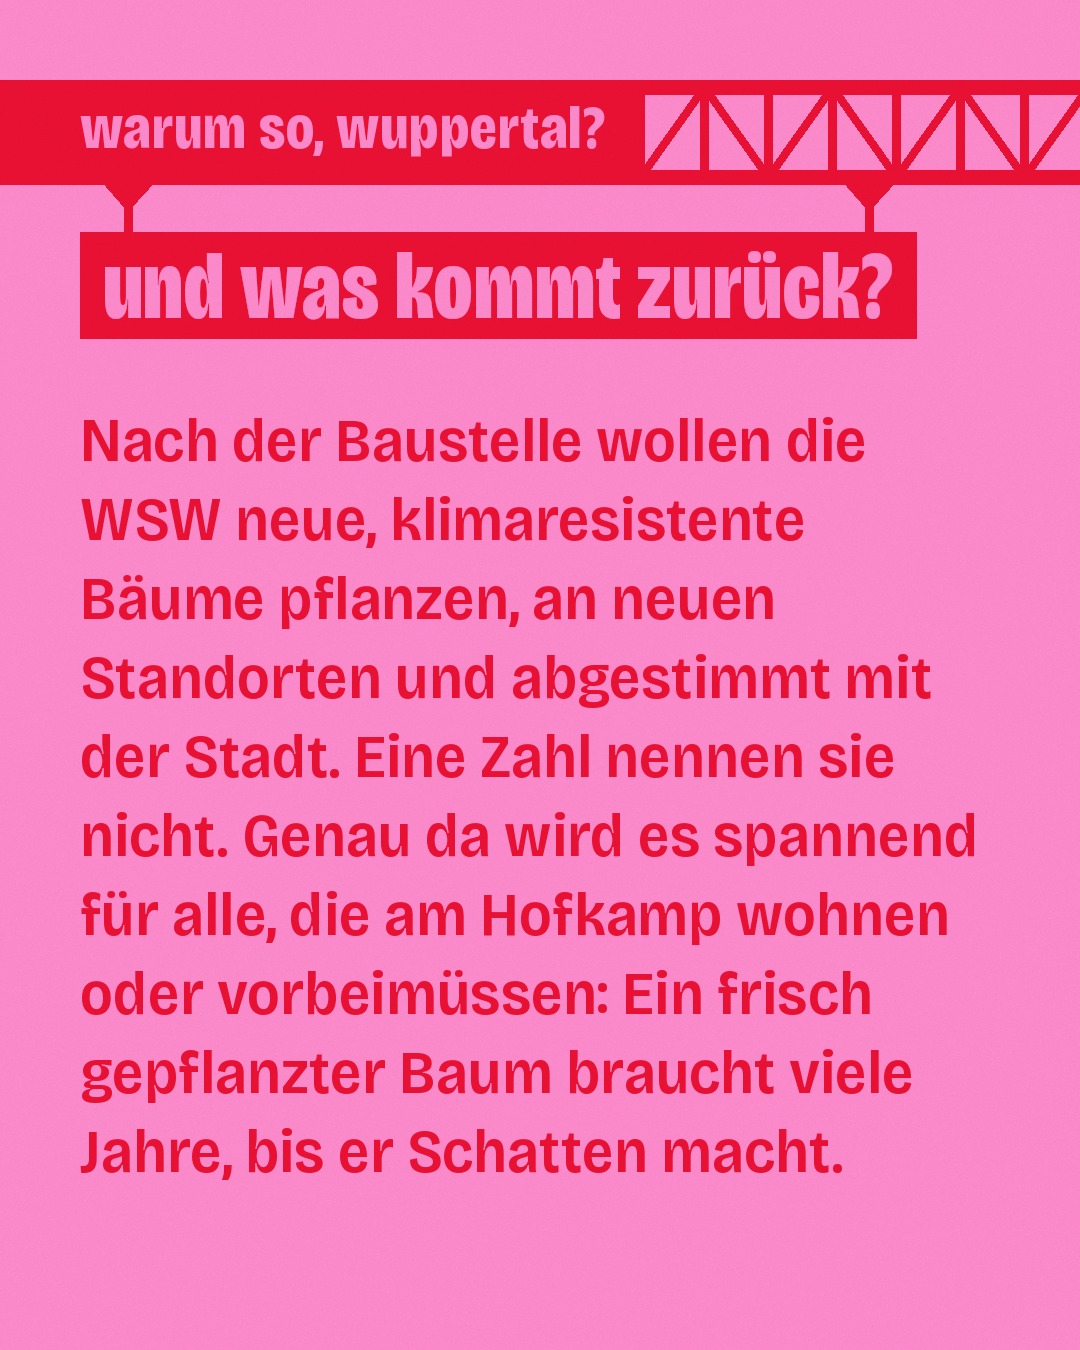 warum so, wuppertal?
und was kommt zurück?
Nach der Baustelle wollen die
WSW neue, klimaresistente
Bäume pflanzen, an neuen
Standorten und abgestimmt mit
der Stadt. Eine Zahl nennen sie
nicht. Genau da wird es spannend
für alle, die am Hofkamp wohnen
oder vorbeimüssen: Ein frisch
gepflanzter Baum braucht viele
Jahre, bis er Schatten macht.